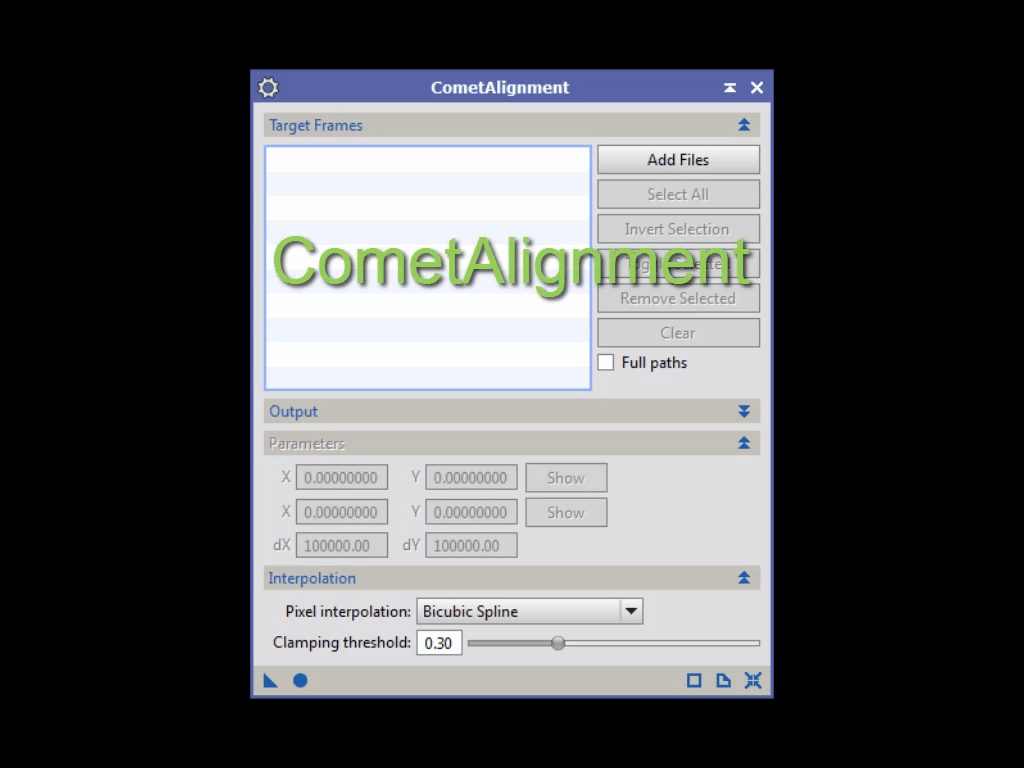 CometAlignment
Target Frames
Add Files
Select All
Invert Selection
CometAlignment
Remove Selected
Clear
Full paths
Output
Parameters
X 0.00000000 Y 0.00000000 Show
X 0.00000000 Y 0.00000000 Show
dX 100000.00 dY 100000.00
Interpolation
Pixel interpolation: Bicubic Spline
Clamping threshold: 0.30